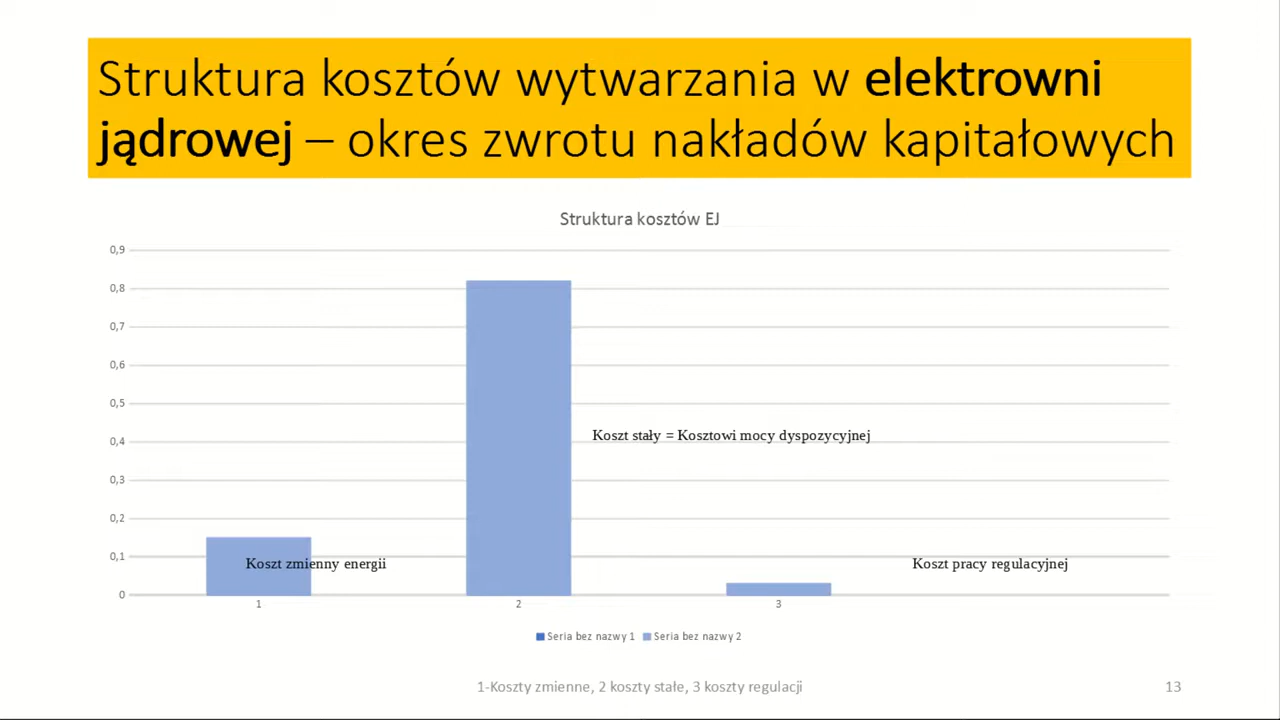 Struktura kosztów wytwarzania w elektrowni
jądrowej – okres zwrotu nakładów kapitałowych
Struktura kosztów EJ
0,9
0,8
0,7
0,6
0,5
0,4
0,3
0,2
0,1
0
Koszt stały = Kosztowi mocy dyspozycyjnej
Koszt zmienny energii
Koszt pracy regulacyjnej
1 2 3
Seria bez nazwy 1 Seria bez nazwy 2
1-Koszty zmienne, 2 koszty stałe, 3 koszty regulacji 13